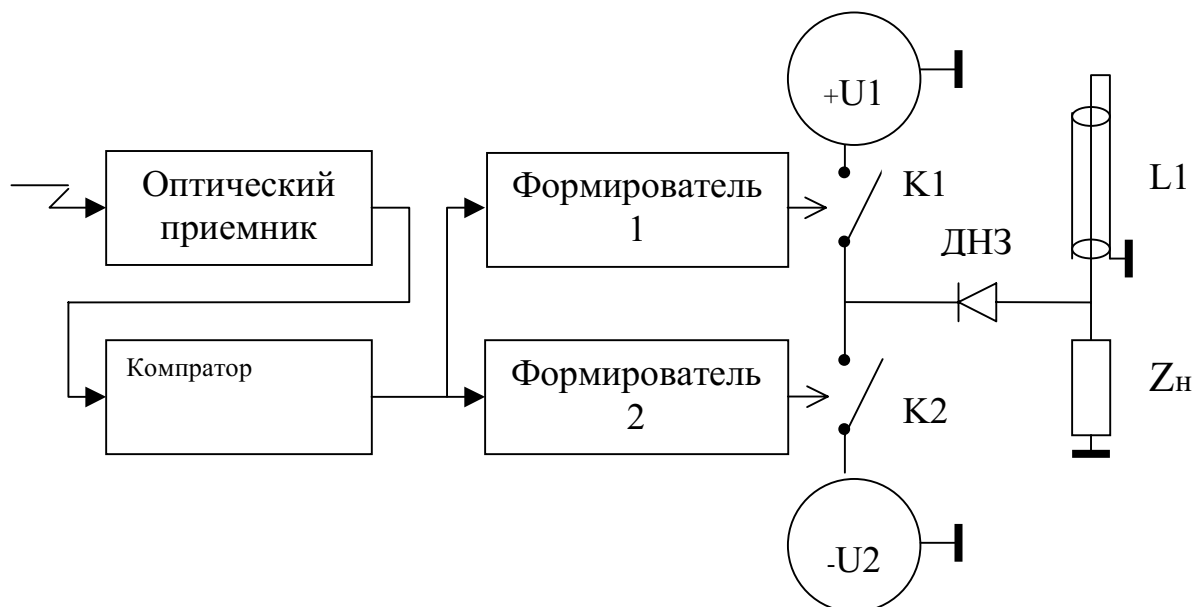 +U1
Оптический
приемник
Формирователь
1
K1
L1
ДНЗ
Компратор
Формирователь
2
K2
Zн
-U2